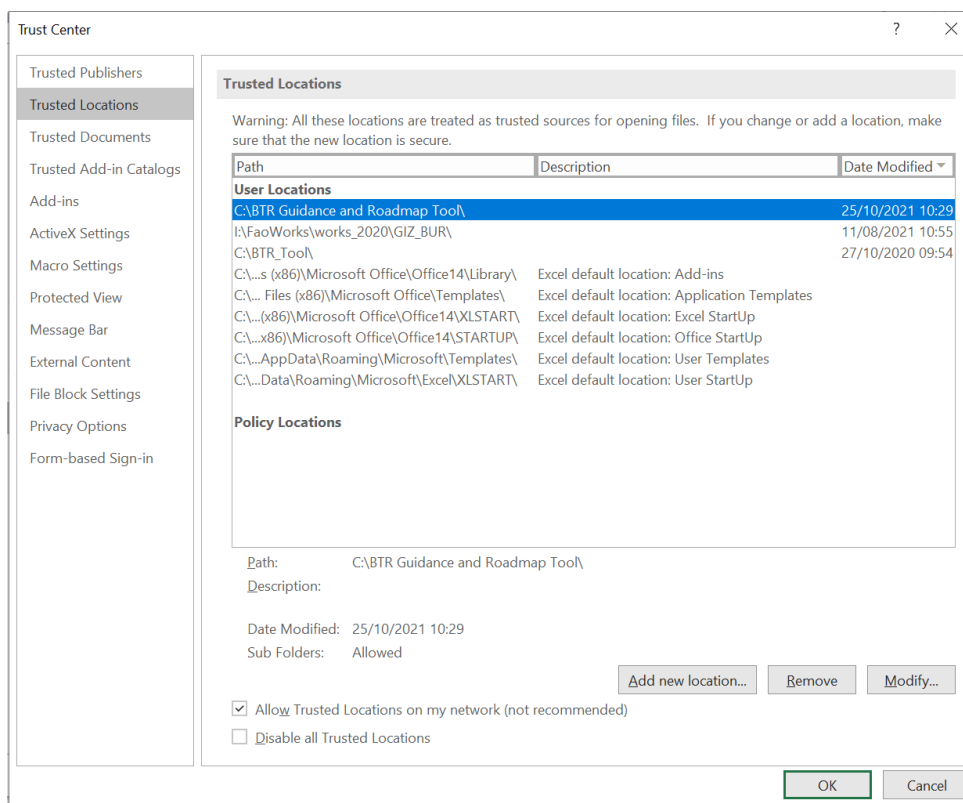 Trust Center
?
Trusted Publishers
Trusted Locations
Trusted Documents
Trusted Add-in Catalogs
Add-ins
ActiveX Settings
Macro Settings
Protected View
Message Bar
External Content
File Block Settings
Privacy Options
Form-based Sign-in
Trusted Locations
Warning: All these locations are treated as trusted sources for opening files. If you change or add a location, make
sure that the new location is secure.
Path Description Date Modified
User Locations
C:\BTR Guidance and Roadmap Tool\ 25/10/2021 10:29
I:\FaoWorks\works_2020\GIZ_BUR\ 11/08/2021 10:55
C:\BTR_Tool\ 27/10/2020 09:54
C:\...s (x86)\Microsoft Office\Office14\Library\ Excel default location: Add-ins
C:\... Files (x86)\Microsoft Office\Templates\ Excel default location: Application Templates
C:\...(x86)\Microsoft Office\Office14\XLSTART\ Excel default location: Excel StartUp
C:\...x86)\Microsoft Office\Office14\STARTUP\ Excel default location: Office StartUp
C:\...AppData\Roaming\Microsoft\Templates\ Excel default location: User Templates
C:\...Data\Roaming\Microsoft\Excel\XLSTART\ Excel default location: User StartUp
Policy Locations
Path: C:\BTR Guidance and Roadmap Tool\
Description:
Date Modified: 25/10/2021 10:29
Sub Folders: Allowed
Add new location... Remove Modify...
Allow Trusted Locations on my network (not recommended)
Disable all Trusted Locations
OK Cancel